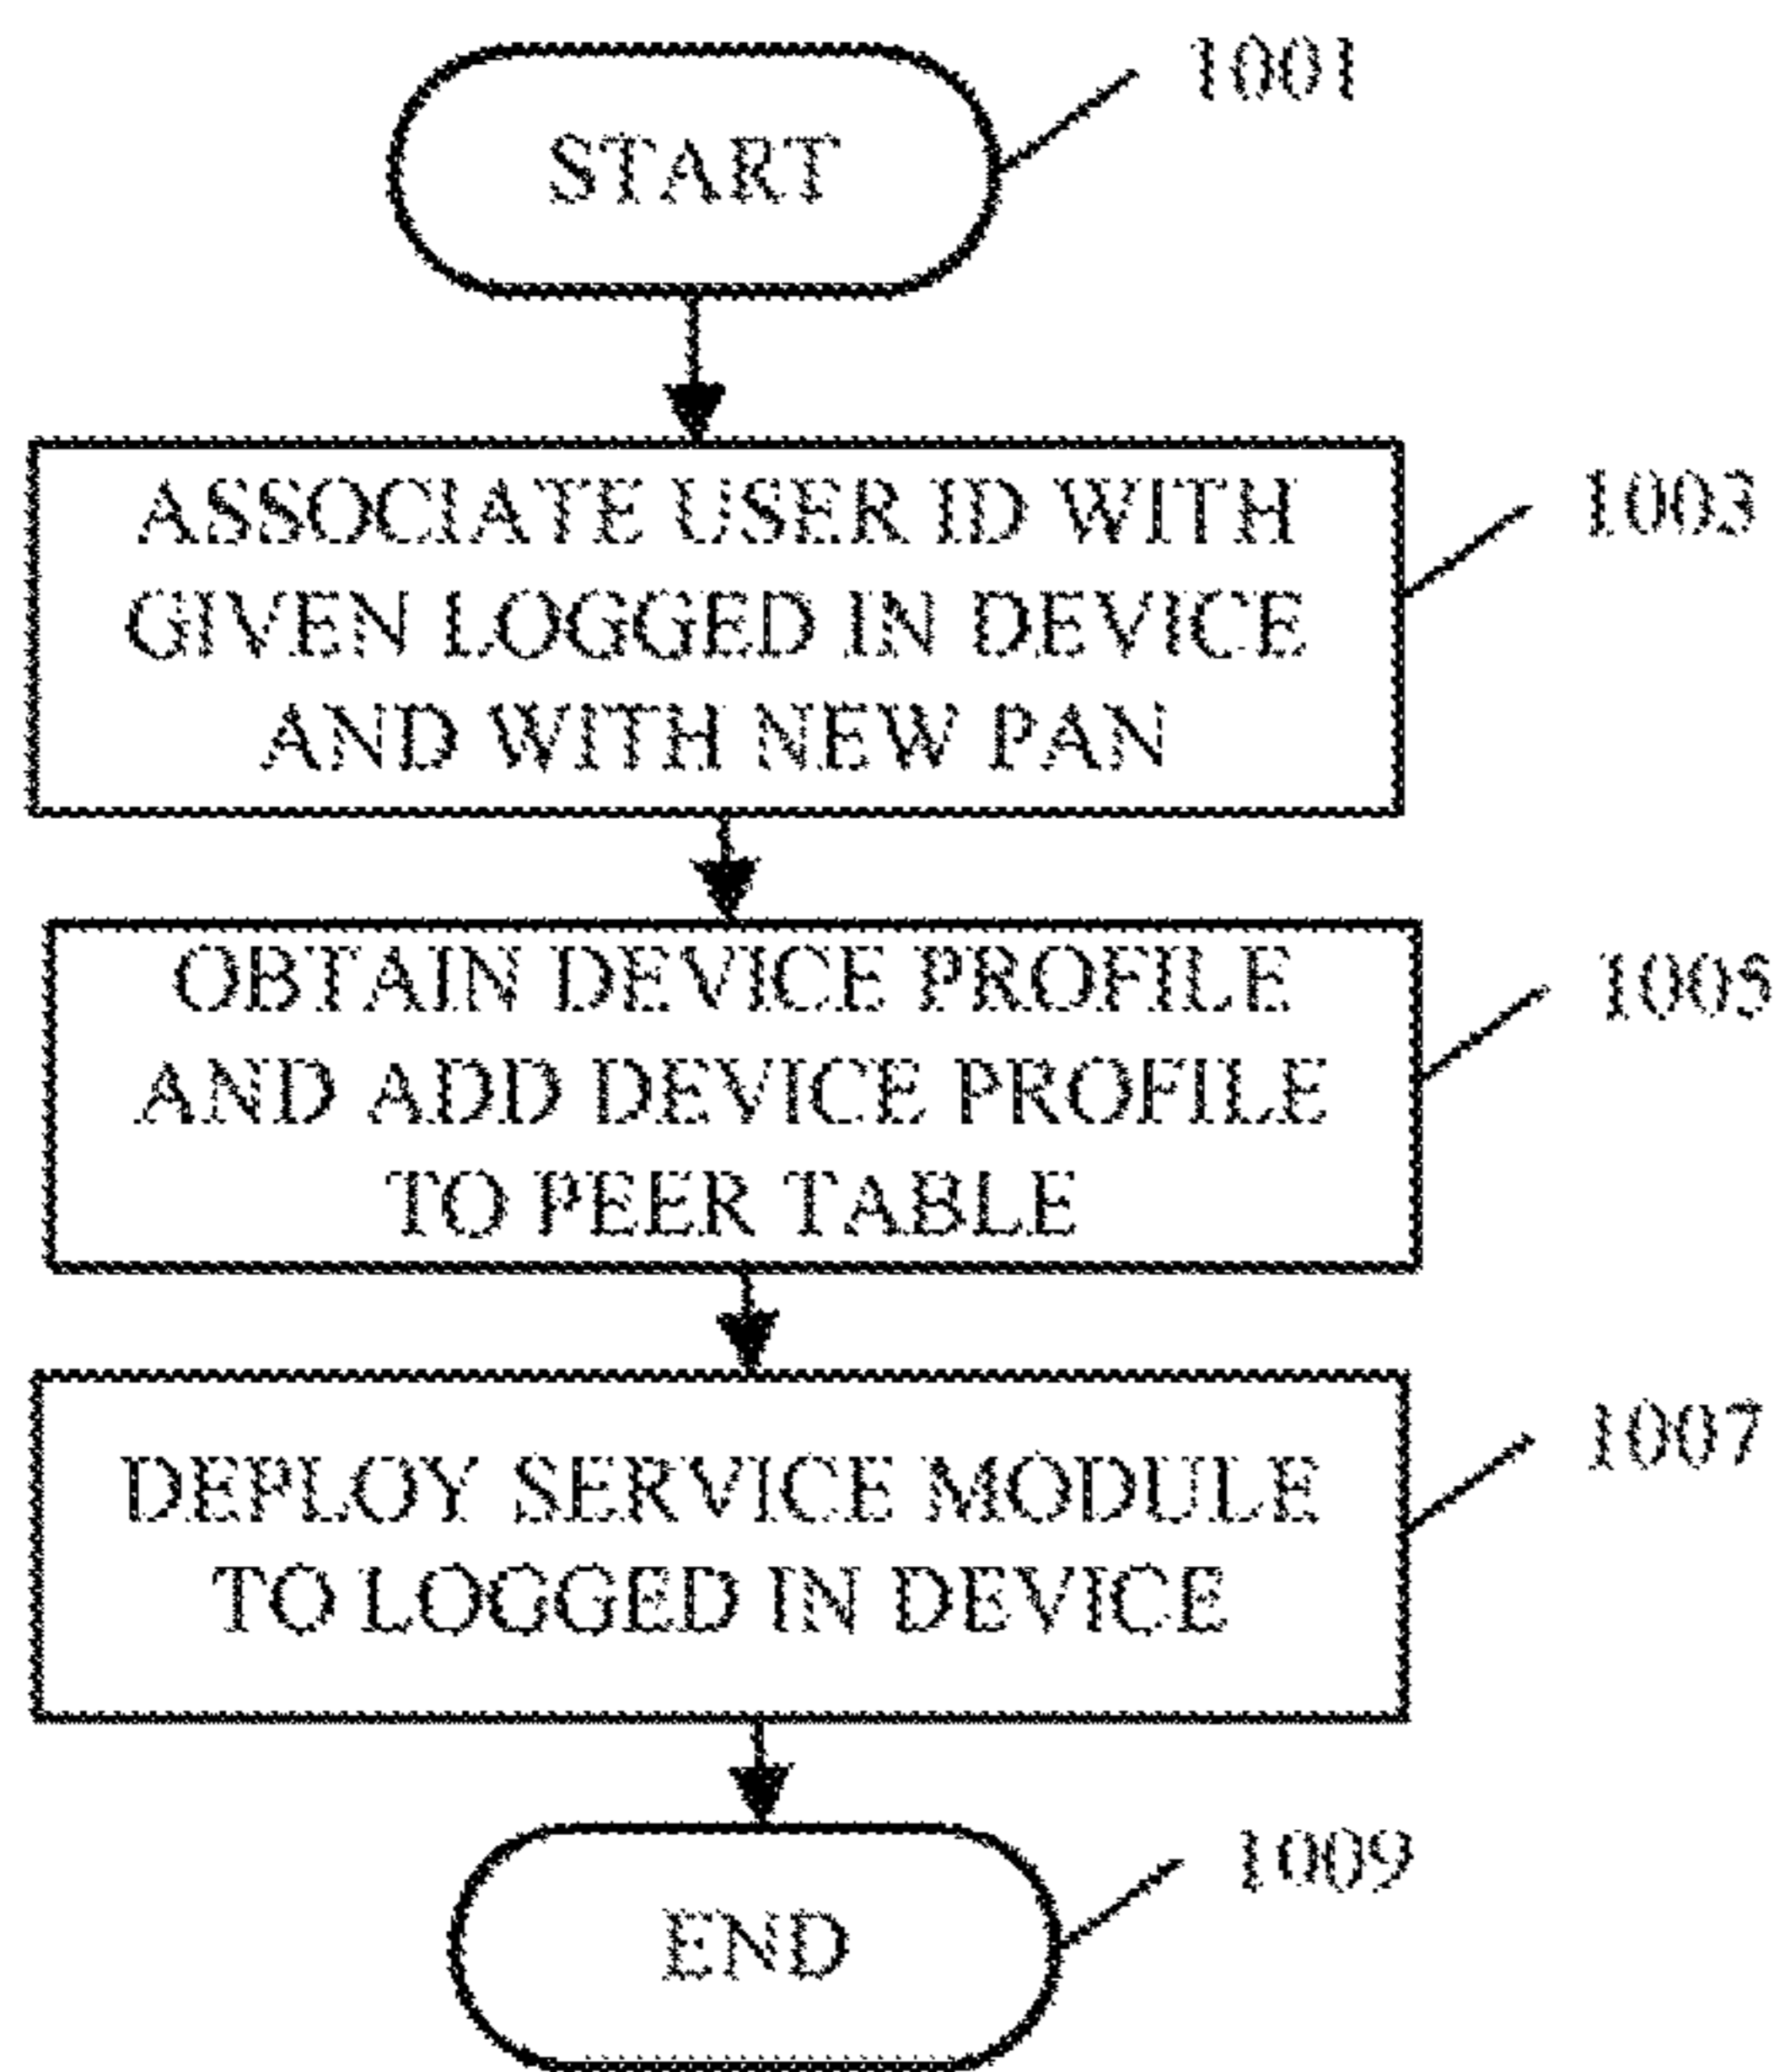 START
1001
ASSOCIATE USER ID WITH
GIVEN LOGGED IN DEVICE
AND WITH NEW PAN
1003
OBTAIN DEVICE PROFILE
AND ADD DEVICE PROFILE
TO PEER TABLE
1005
DEPLOY SERVICE MODULE
TO LOGGED IN DEVICE
1007
END
1009